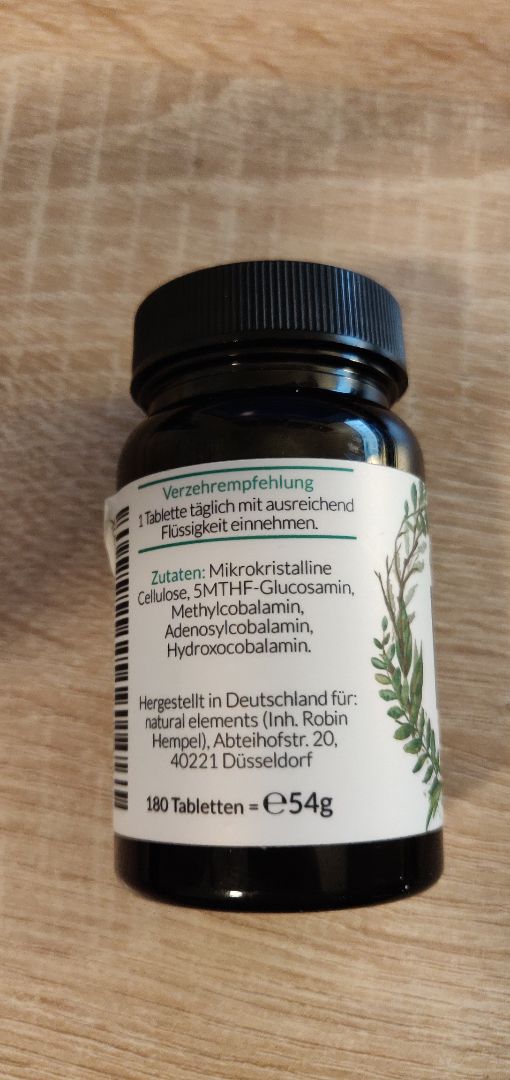 Verzehrempfehlung
1 Tablette täglich mit ausreichend
Flüssigkeit einnehmen.
Zutaten: Mikrokristalline
Cellulose, 5MTHF-Glucosamin,
Methylcobalamin,
Adenosylcobalamin,
Hydroxocobalamin.
Hergestellt in Deutschland für:
natural elements (Inh. Robin
Hempel), Abteihofstr. 20,
40221 Düsseldorf
180 Tabletten = ℮54g